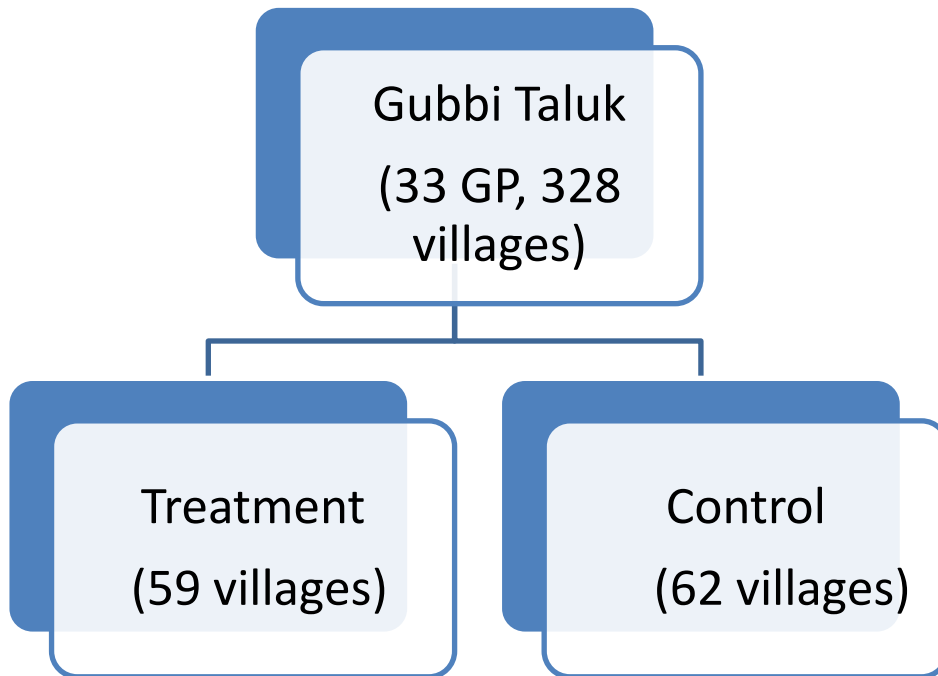 Gubbi Taluk
(33 GP, 328
villages)
Treatment
(59 villages)
Control
(62 villages)